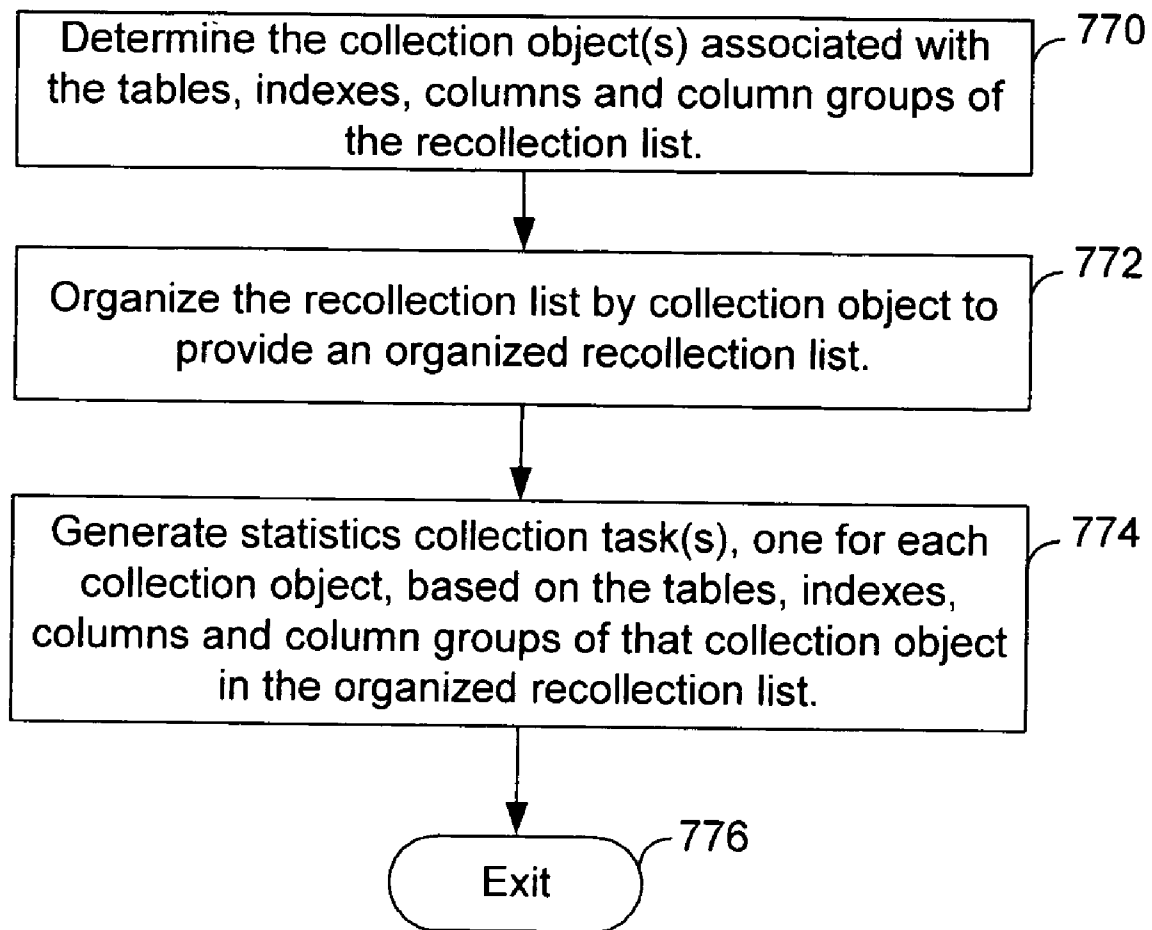 Determine the collection object(s) associated with
the tables, indexes, columns and column groups of
the recollection list.
770
Organize the recollection list by collection object to
provide an organized recollection list.
772
Generate statistics collection task(s), one for each
collection object, based on the tables, indexes,
columns and column groups of that collection object
in the organized recollection list.
774
Exit
776